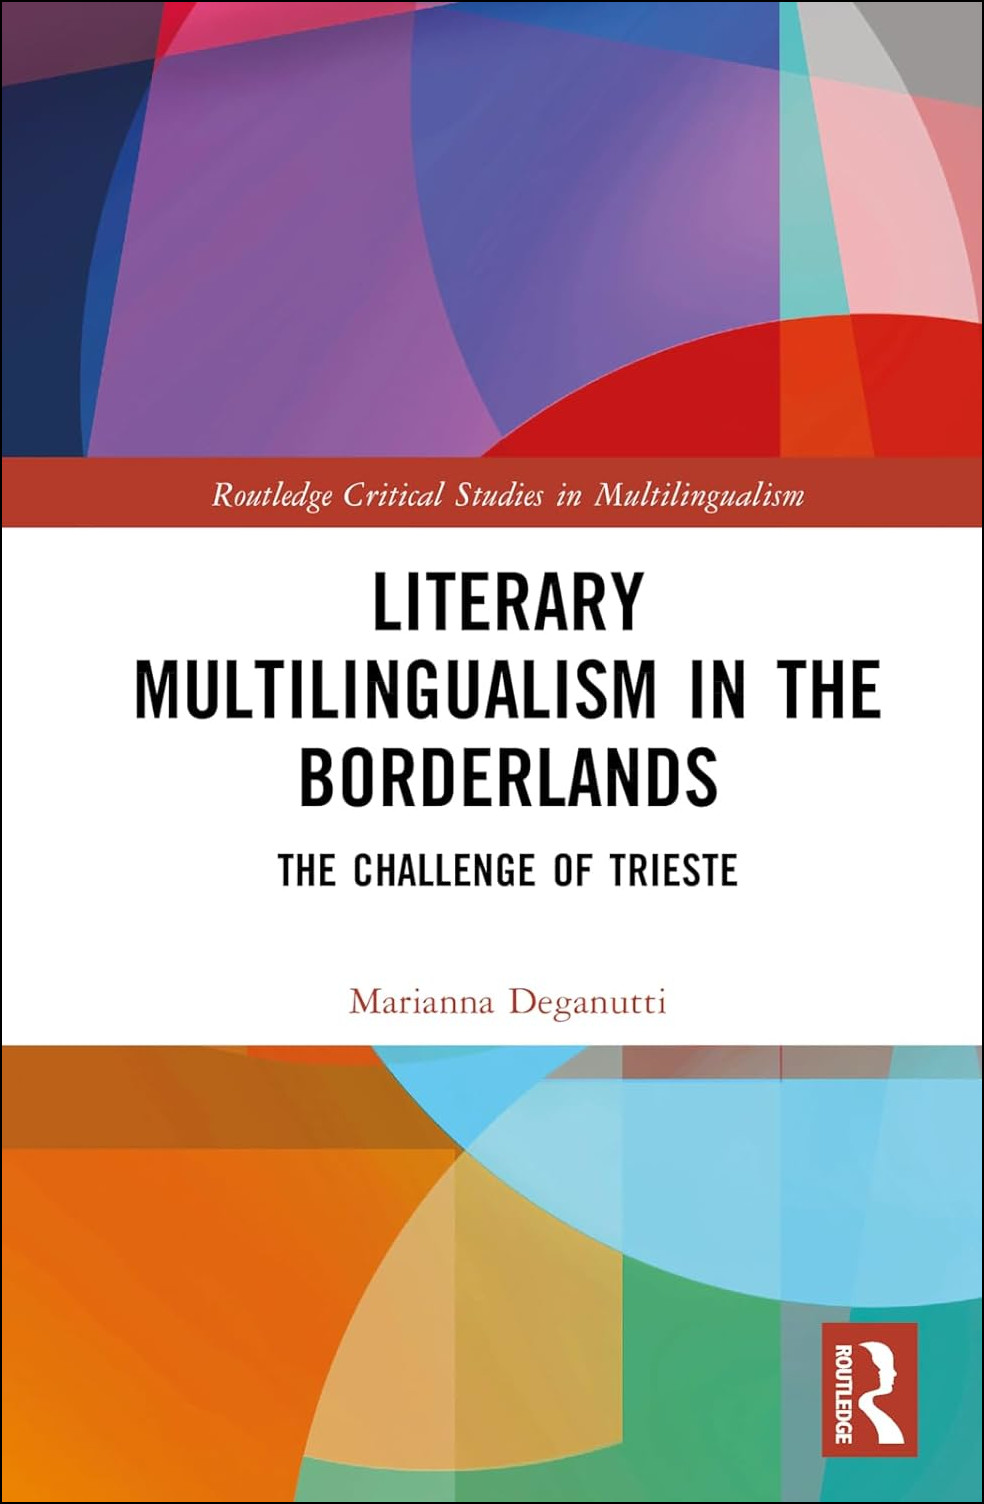 Routledge Critical Studies in Multilingualism
LITERARY
MULTILINGUALISM IN THE
BORDERLANDS
THE CHALLENGE OF TRIESTE
Marianna Deganutti
ROUTLEDGE